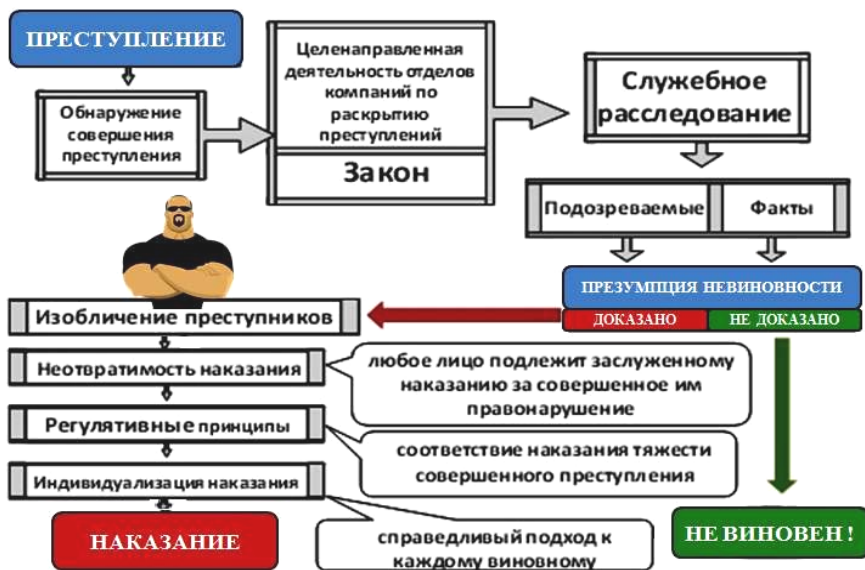 ПРЕСТУПЛЕНИЕ
Обнаружение
совершения
преступления
Целенаправленная
деятельность отделов
компаний по
раскрытию
преступлений
Закон
Служебное
расследование
Подозреваемые
Факты
ПРЕЗУМПЦИЯ НЕВИНОВНОСТИ
ДОКАЗАНО
НЕ ДОКАЗАНО
Изобличение преступников
Неотвратимость наказания
любое лицо подлежит заслуженному
наказанию за совершенное им
правонарушение
Регулятивные принципы
соответствие наказания тяжести
совершенного преступления
Индивидуализация наказания
справедливый подход к
каждому виновному
НАКАЗАНИЕ
НЕ ВИНОВЕН !